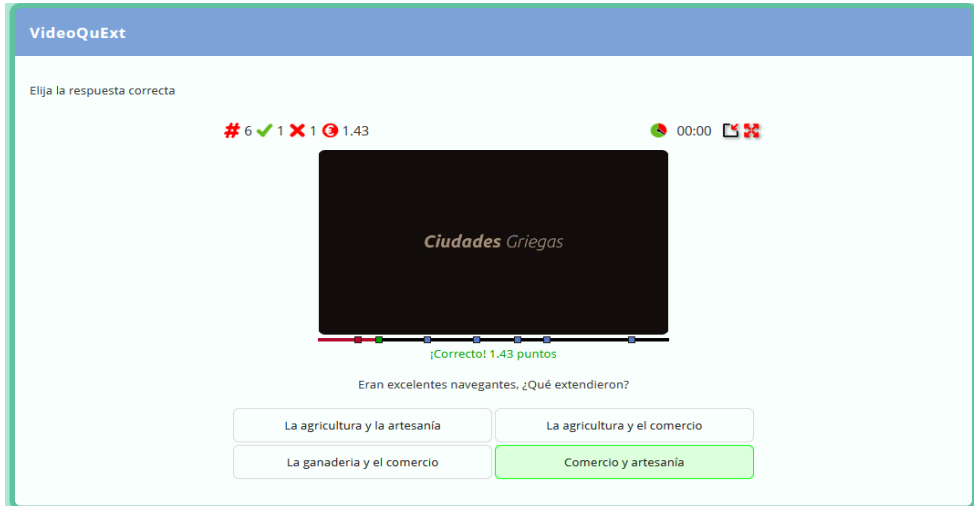 VideoQuExt
Elija la respuesta correcta
# 6 ✔ 1 ✖ 1 € 1.43 00:00
Ciudades Griegas
¡Correcto! 1.43 puntos
Eran excelentes navegantes, ¿Qué extendieron?
La agricultura y la artesanía La agricultura y el comercio
La ganaderia y el comercio Comercio y artesanía